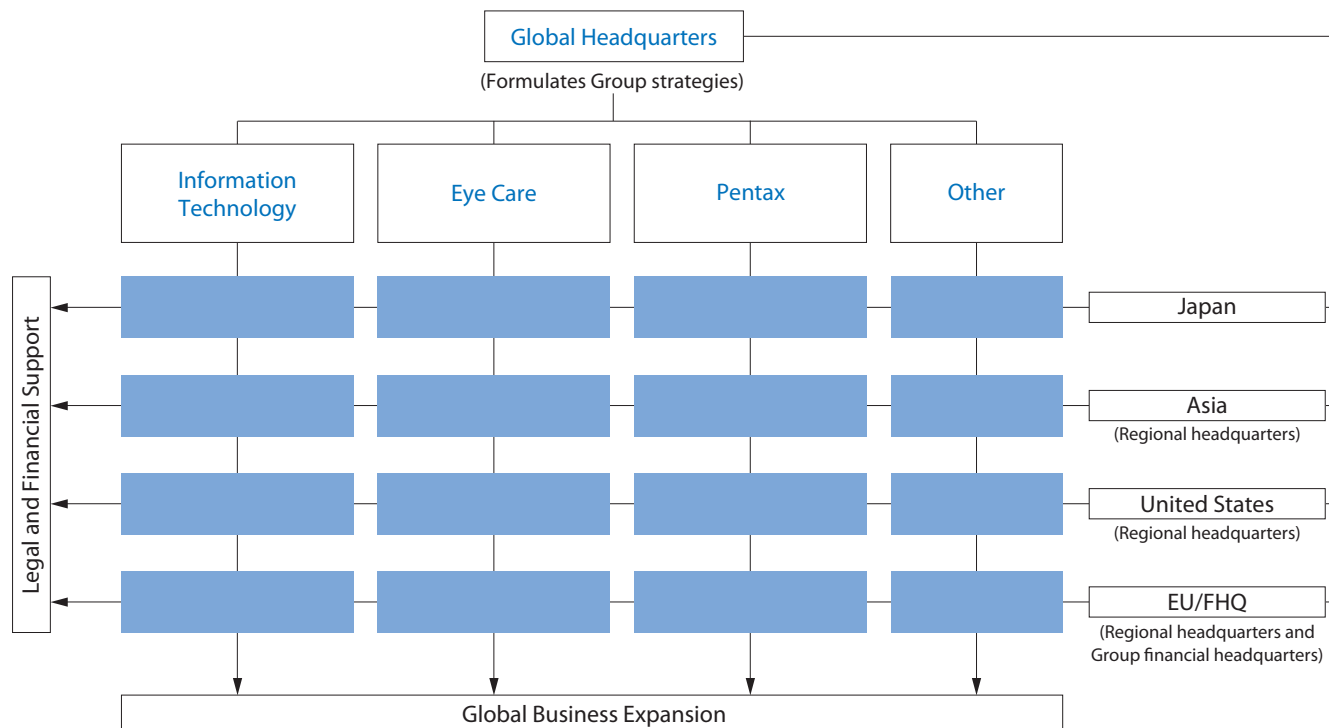 Global Headquarters
(Formulates Group strategies)
Information
Technology
Eye Care
Pentax
Other
Legal and Financial Support
Japan
Asia
(Regional headquarters)
United States
(Regional headquarters)
EU/FHQ
(Regional headquarters and
Group financial headquarters)
Global Business Expansion